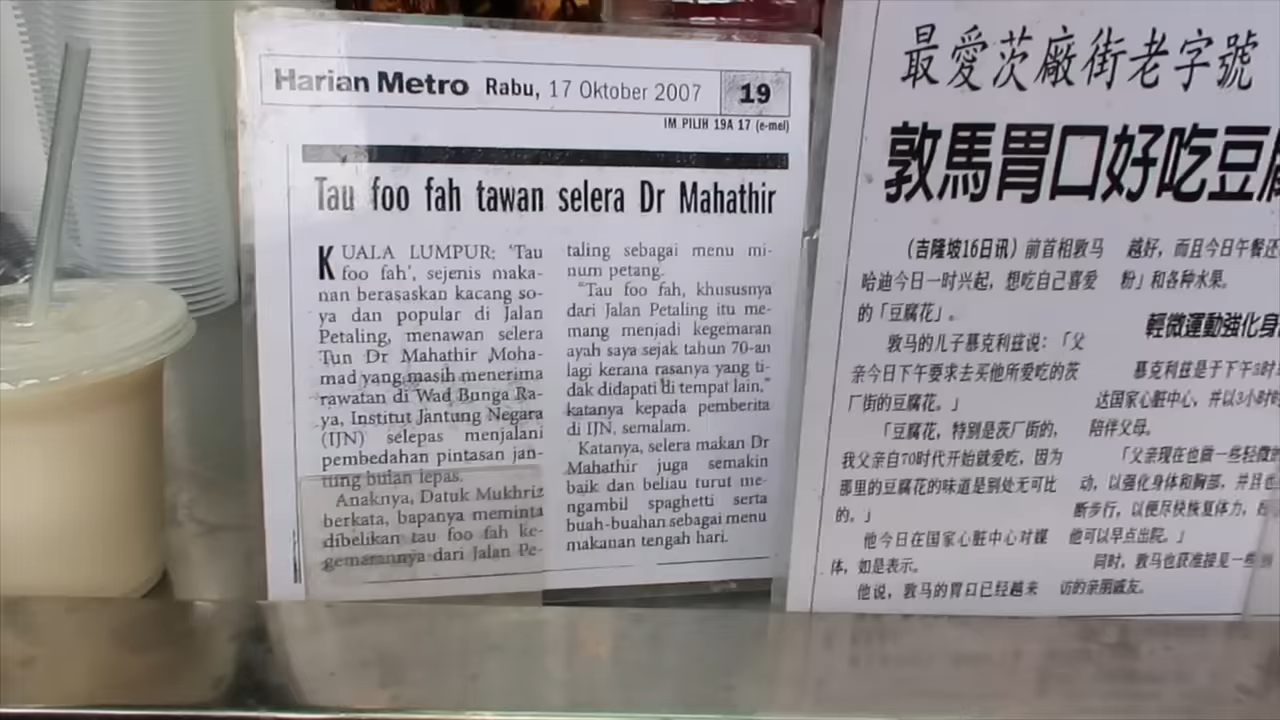 Harian Metro Rabu, 17 Oktober 2007 19
IM PILIH 19A 17 (e-mel)
Tau foo fah tawan selera Dr Mahathir
KUALA LUMPUR: 'Tau
foo fah', sejenis maka-
nan berasaskan kacang so-
ya dan popular di Jalan
Petaling, menawan selera
Tun Dr Mahathir Moha-
mad yang masih menerima
rawatan di Wad Bunga Ra-
ya, Institut Jantung Negara
(IJN) selepas menjalani
pembedahan pintasan jan-
tung bulan lepas.
Anaknya, Datuk Mukhriz
berkata, bapanya meminta
dibelikan tau foo fah ke-
gemarannya dari Jalan Pe-
taling sebagai menu mi-
num petang.
"Tau foo fah, khususnya
dari Jalan Petaling itu me-
mang menjadi kegemaran
ayah saya sejak tahun 70-an
lagi kerana rasanya yang ti-
dak didapati di tempat lain,"
katanya kepada pemberita
di IJN, semalam.
Katanya, selera makan Dr
Mahathir juga semakin
baik dan beliau turut me-
ngambil spaghetti serta
buah-buahan sebagai menu
makanan tengah hari.
最愛茨廠街老字號
敦馬胃口好吃豆腐
（吉隆坡16日讯）前首相敦马
哈迪今日一时兴起，想吃自己喜爱
的「豆腐花」。
敦马的儿子慕克利兹说：「父
亲今日下午要求去买他所爱吃的茨
厂街的豆腐花。」
「豆腐花，特别是茨厂街的，
我父亲自70时代开始就爱吃，因为
那里的豆腐花的味道是别处无可比
的。」
他今日在国家心脏中心对媒
体，如是表示。
他说，敦马的胃口已经越来
越好，而且今日午餐还
粉」和各种水果。
輕微運動強化身
慕克利兹是于下午3时
达国家心脏中心，并以3小时
陪伴父母。
「父亲现在也做一些轻微的
动，以强化身体和胸部，并且也
断步行，以便尽快恢复体力，
他可以早点出院。」
同时，敦马也获准接见一些
访的亲朋戚友。